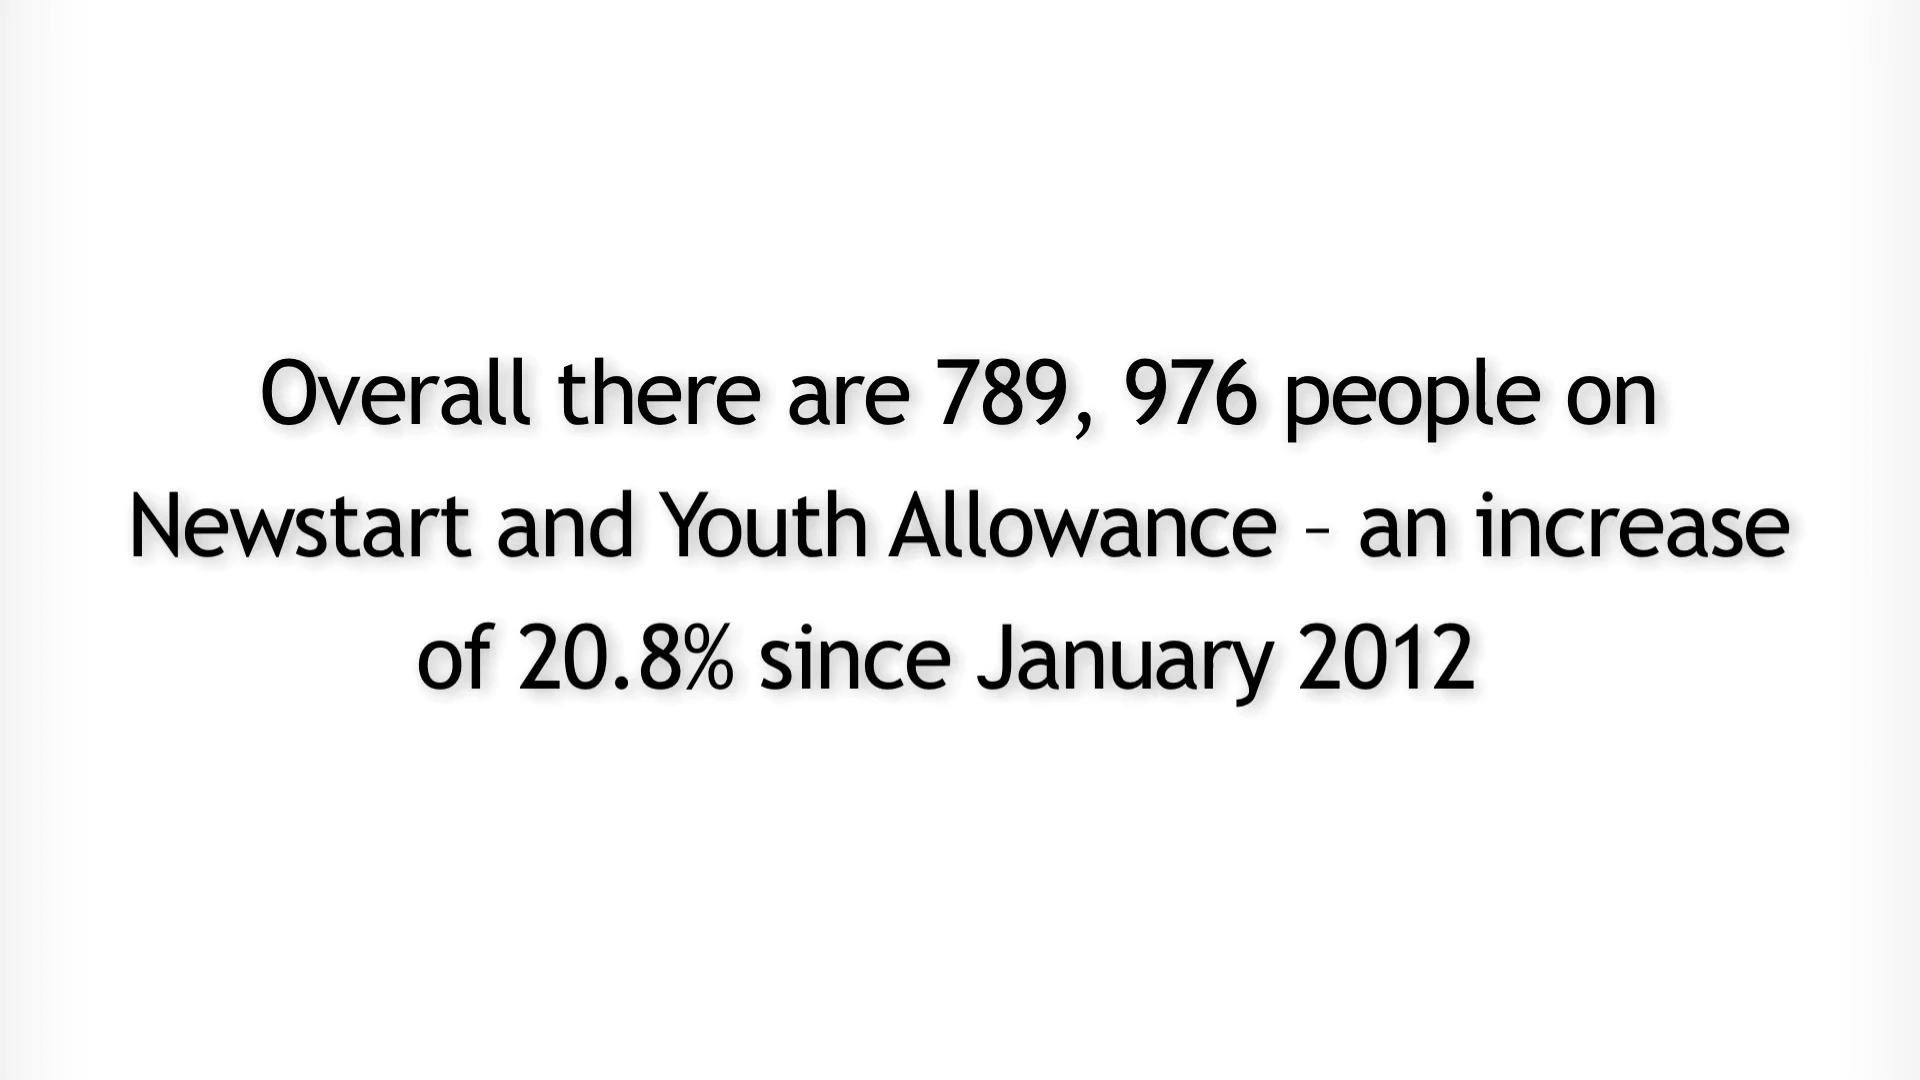 Overall there are 789, 976 people on
Newstart and Youth Allowance – an increase
of 20.8% since January 2012